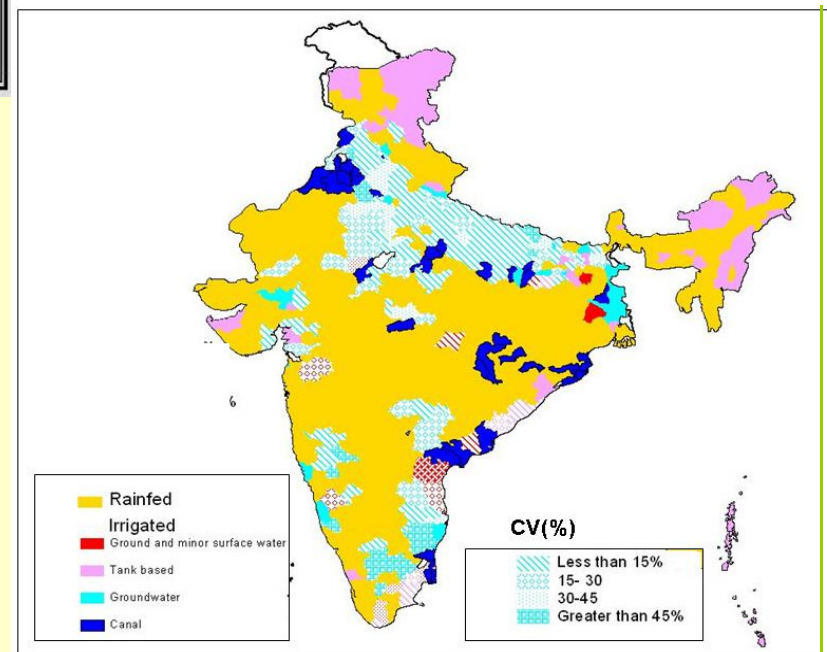 Rainfed
Irrigated
Ground and minor surface water
Tank based
Groundwater
Canal
CV(%)
Less than 15%
15- 30
30-45
Greater than 45%